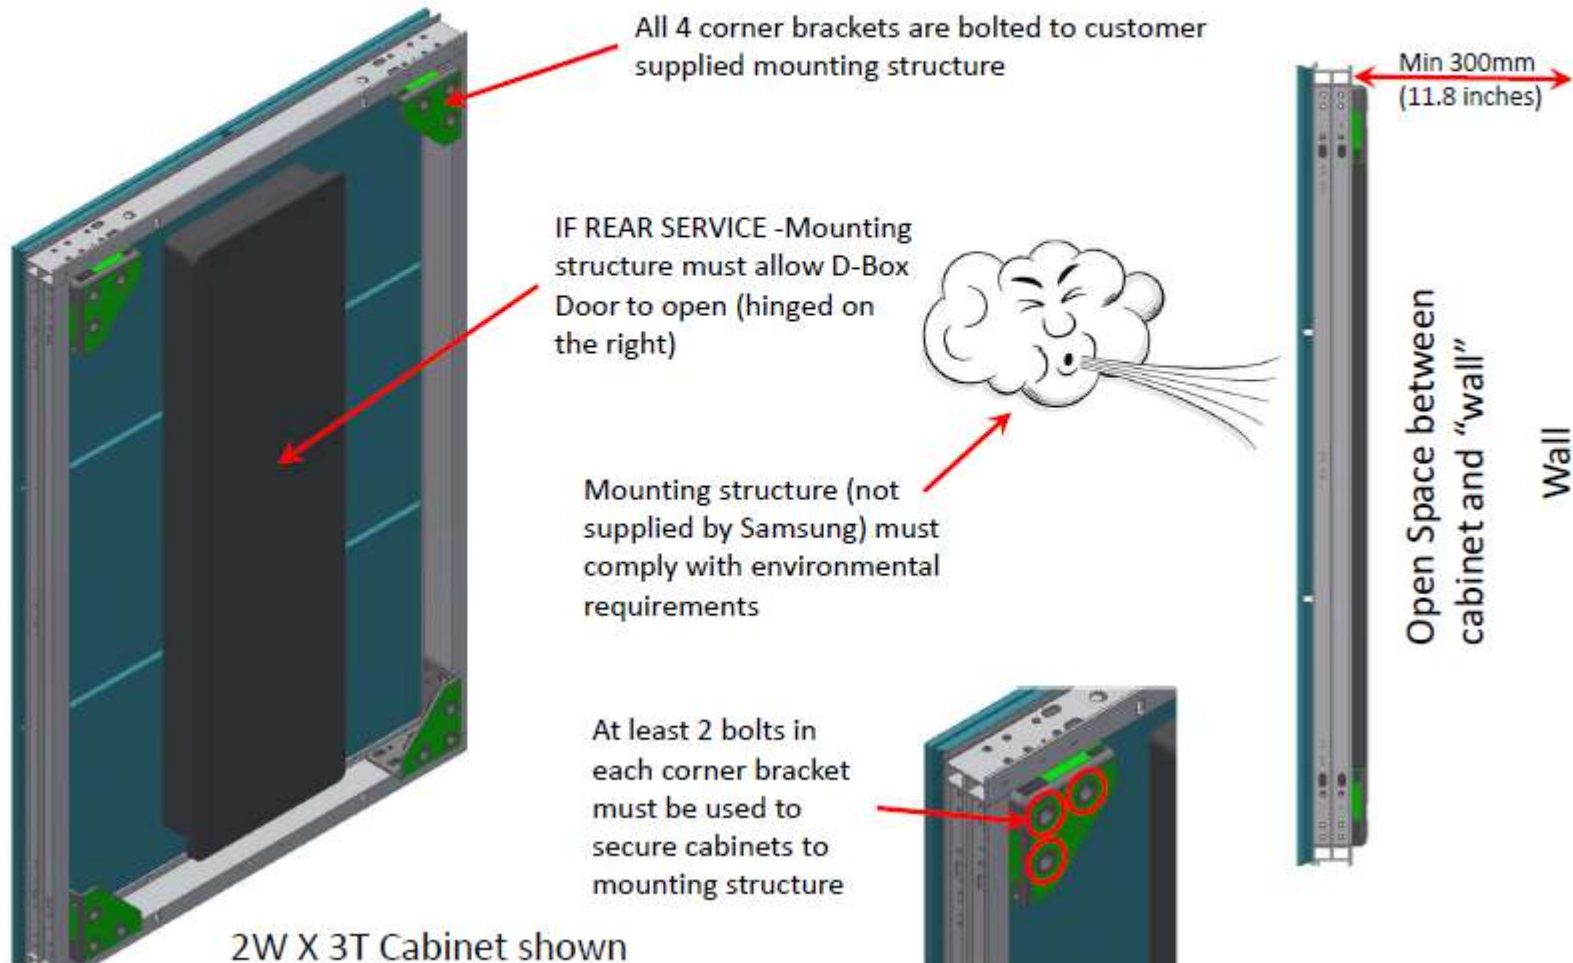 All 4 corner brackets are bolted to customer
supplied mounting structure
Min 300mm
(11.8 inches)
IF REAR SERVICE -Mounting
structure must allow D-Box
Door to open (hinged on
the right)
Open Space between
cabinet and “wall”
Wall
Mounting structure (not
supplied by Samsung) must
comply with environmental
requirements
At least 2 bolts in
each corner bracket
must be used to
secure cabinets to
mounting structure
2W X 3T Cabinet shown